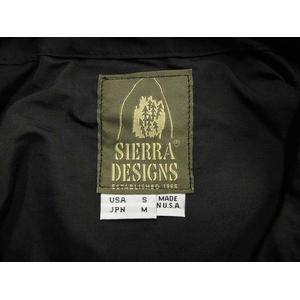 SIERRA
DESIGNS®
ESTABLISHED 1965
USA S
JPN M
MADE
IN U.S.A.